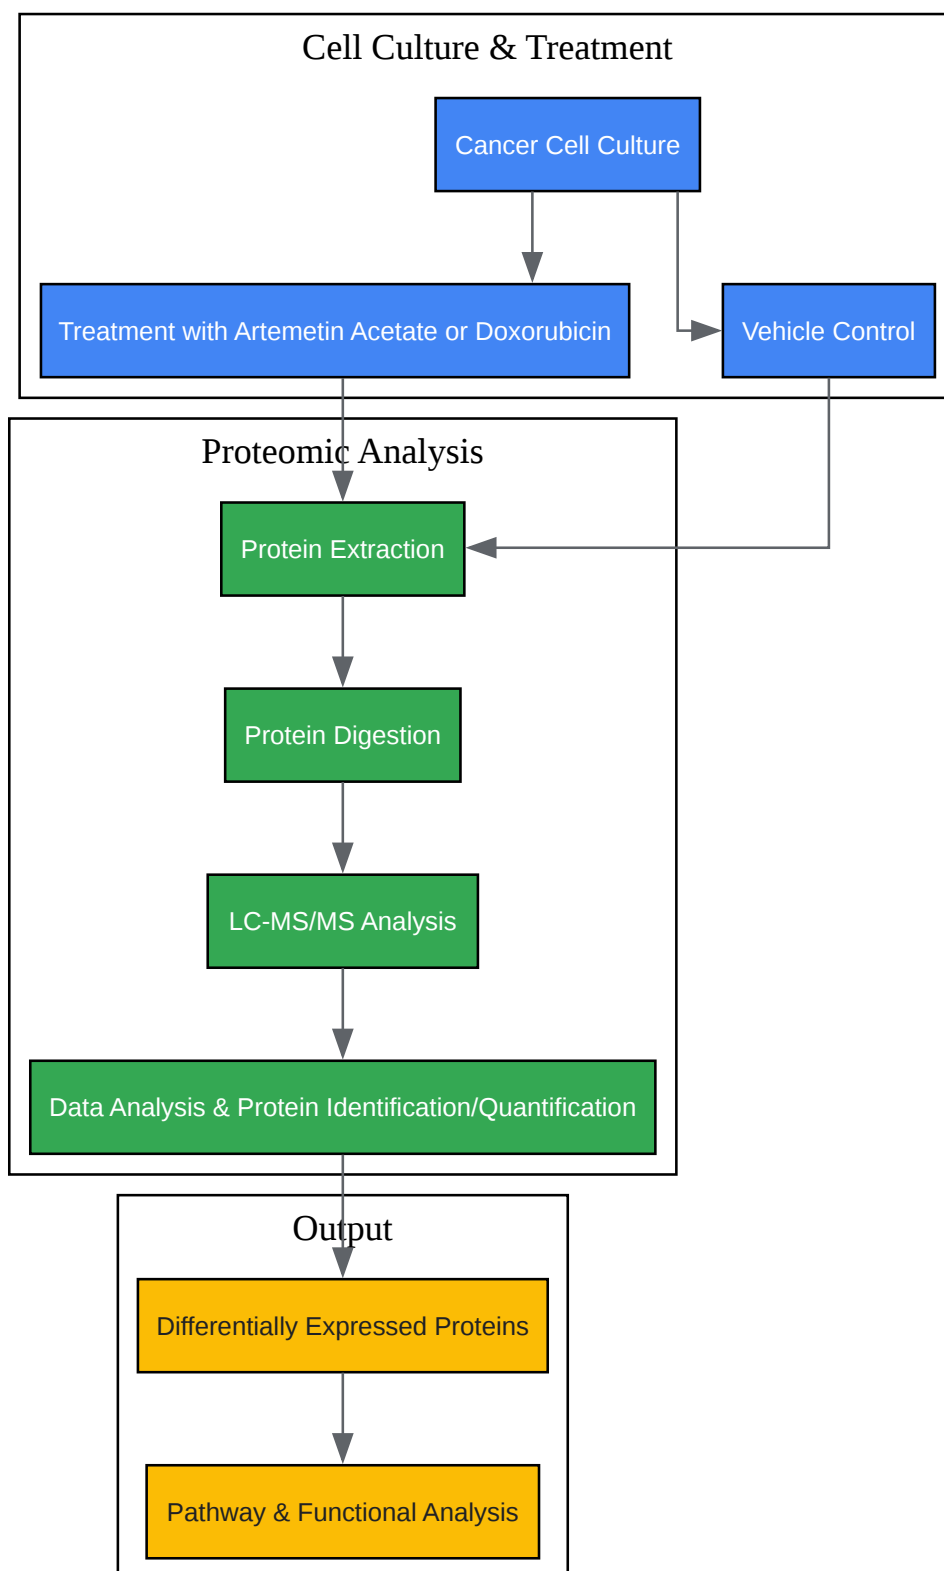 Cell Culture & Treatment
Cancer Cell Culture
Treatment with Artemetin Acetate or Doxorubicin
Vehicle Control
Proteomic Analysis
Protein Extraction
Protein Digestion
LC-MS/MS Analysis
Data Analysis & Protein Identification/Quantification
Output
Differentially Expressed Proteins
Pathway & Functional Analysis